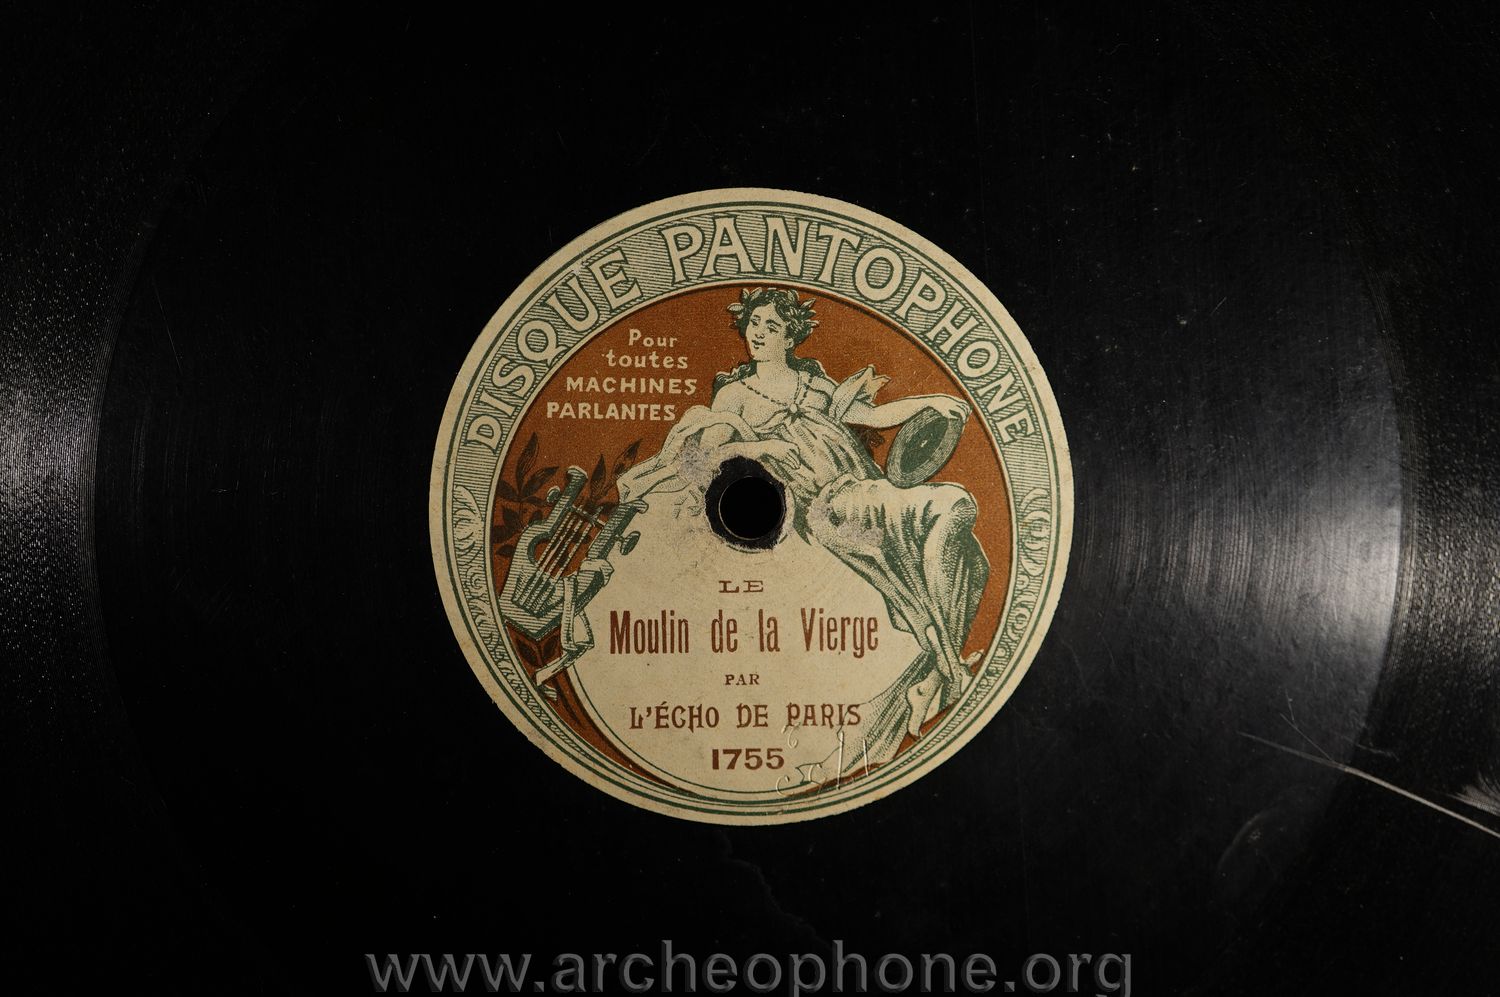 DISQUE PANTOPHONE
Pour
toutes
MACHINES
PARLANTES
LE
Moulin de la Vierge
PAR
L'ÉCHO DE PARIS
1755
www.archeophone.org